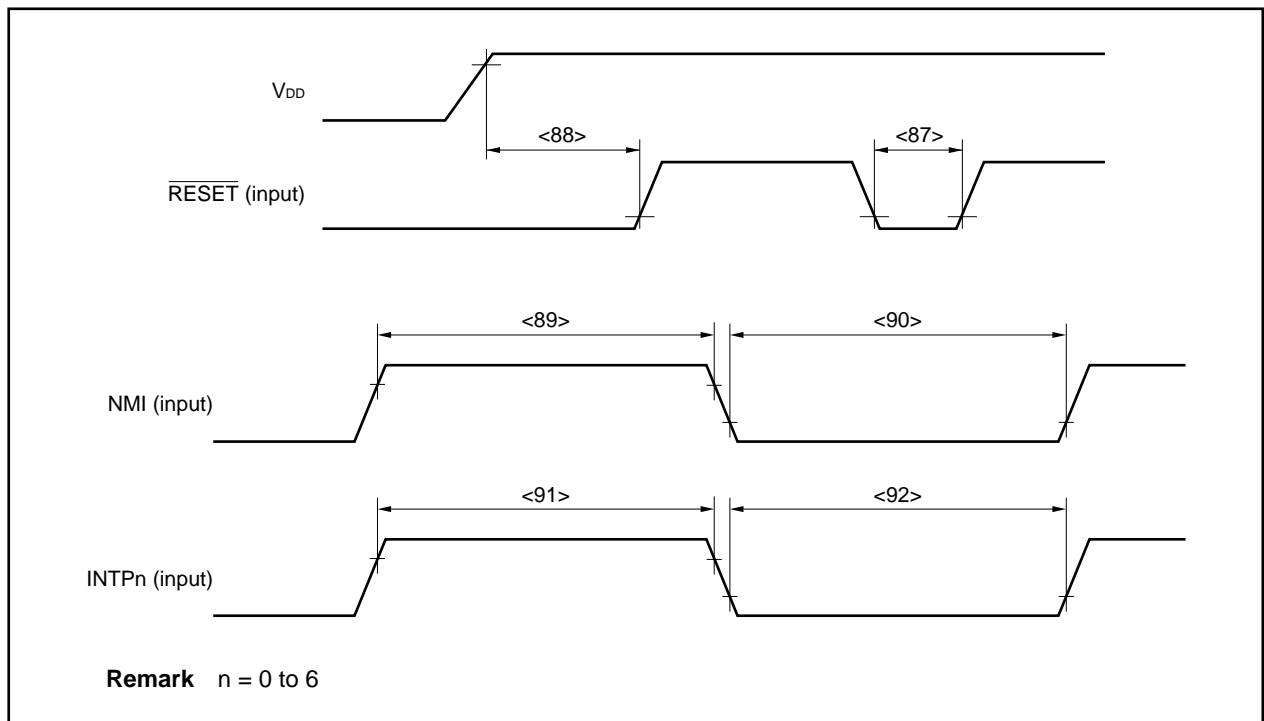 VDD
<88>
<87>
RESET (input)
<89>
<90>
NMI (input)
<91>
<92>
INTPn (input)
Remark n = 0 to 6